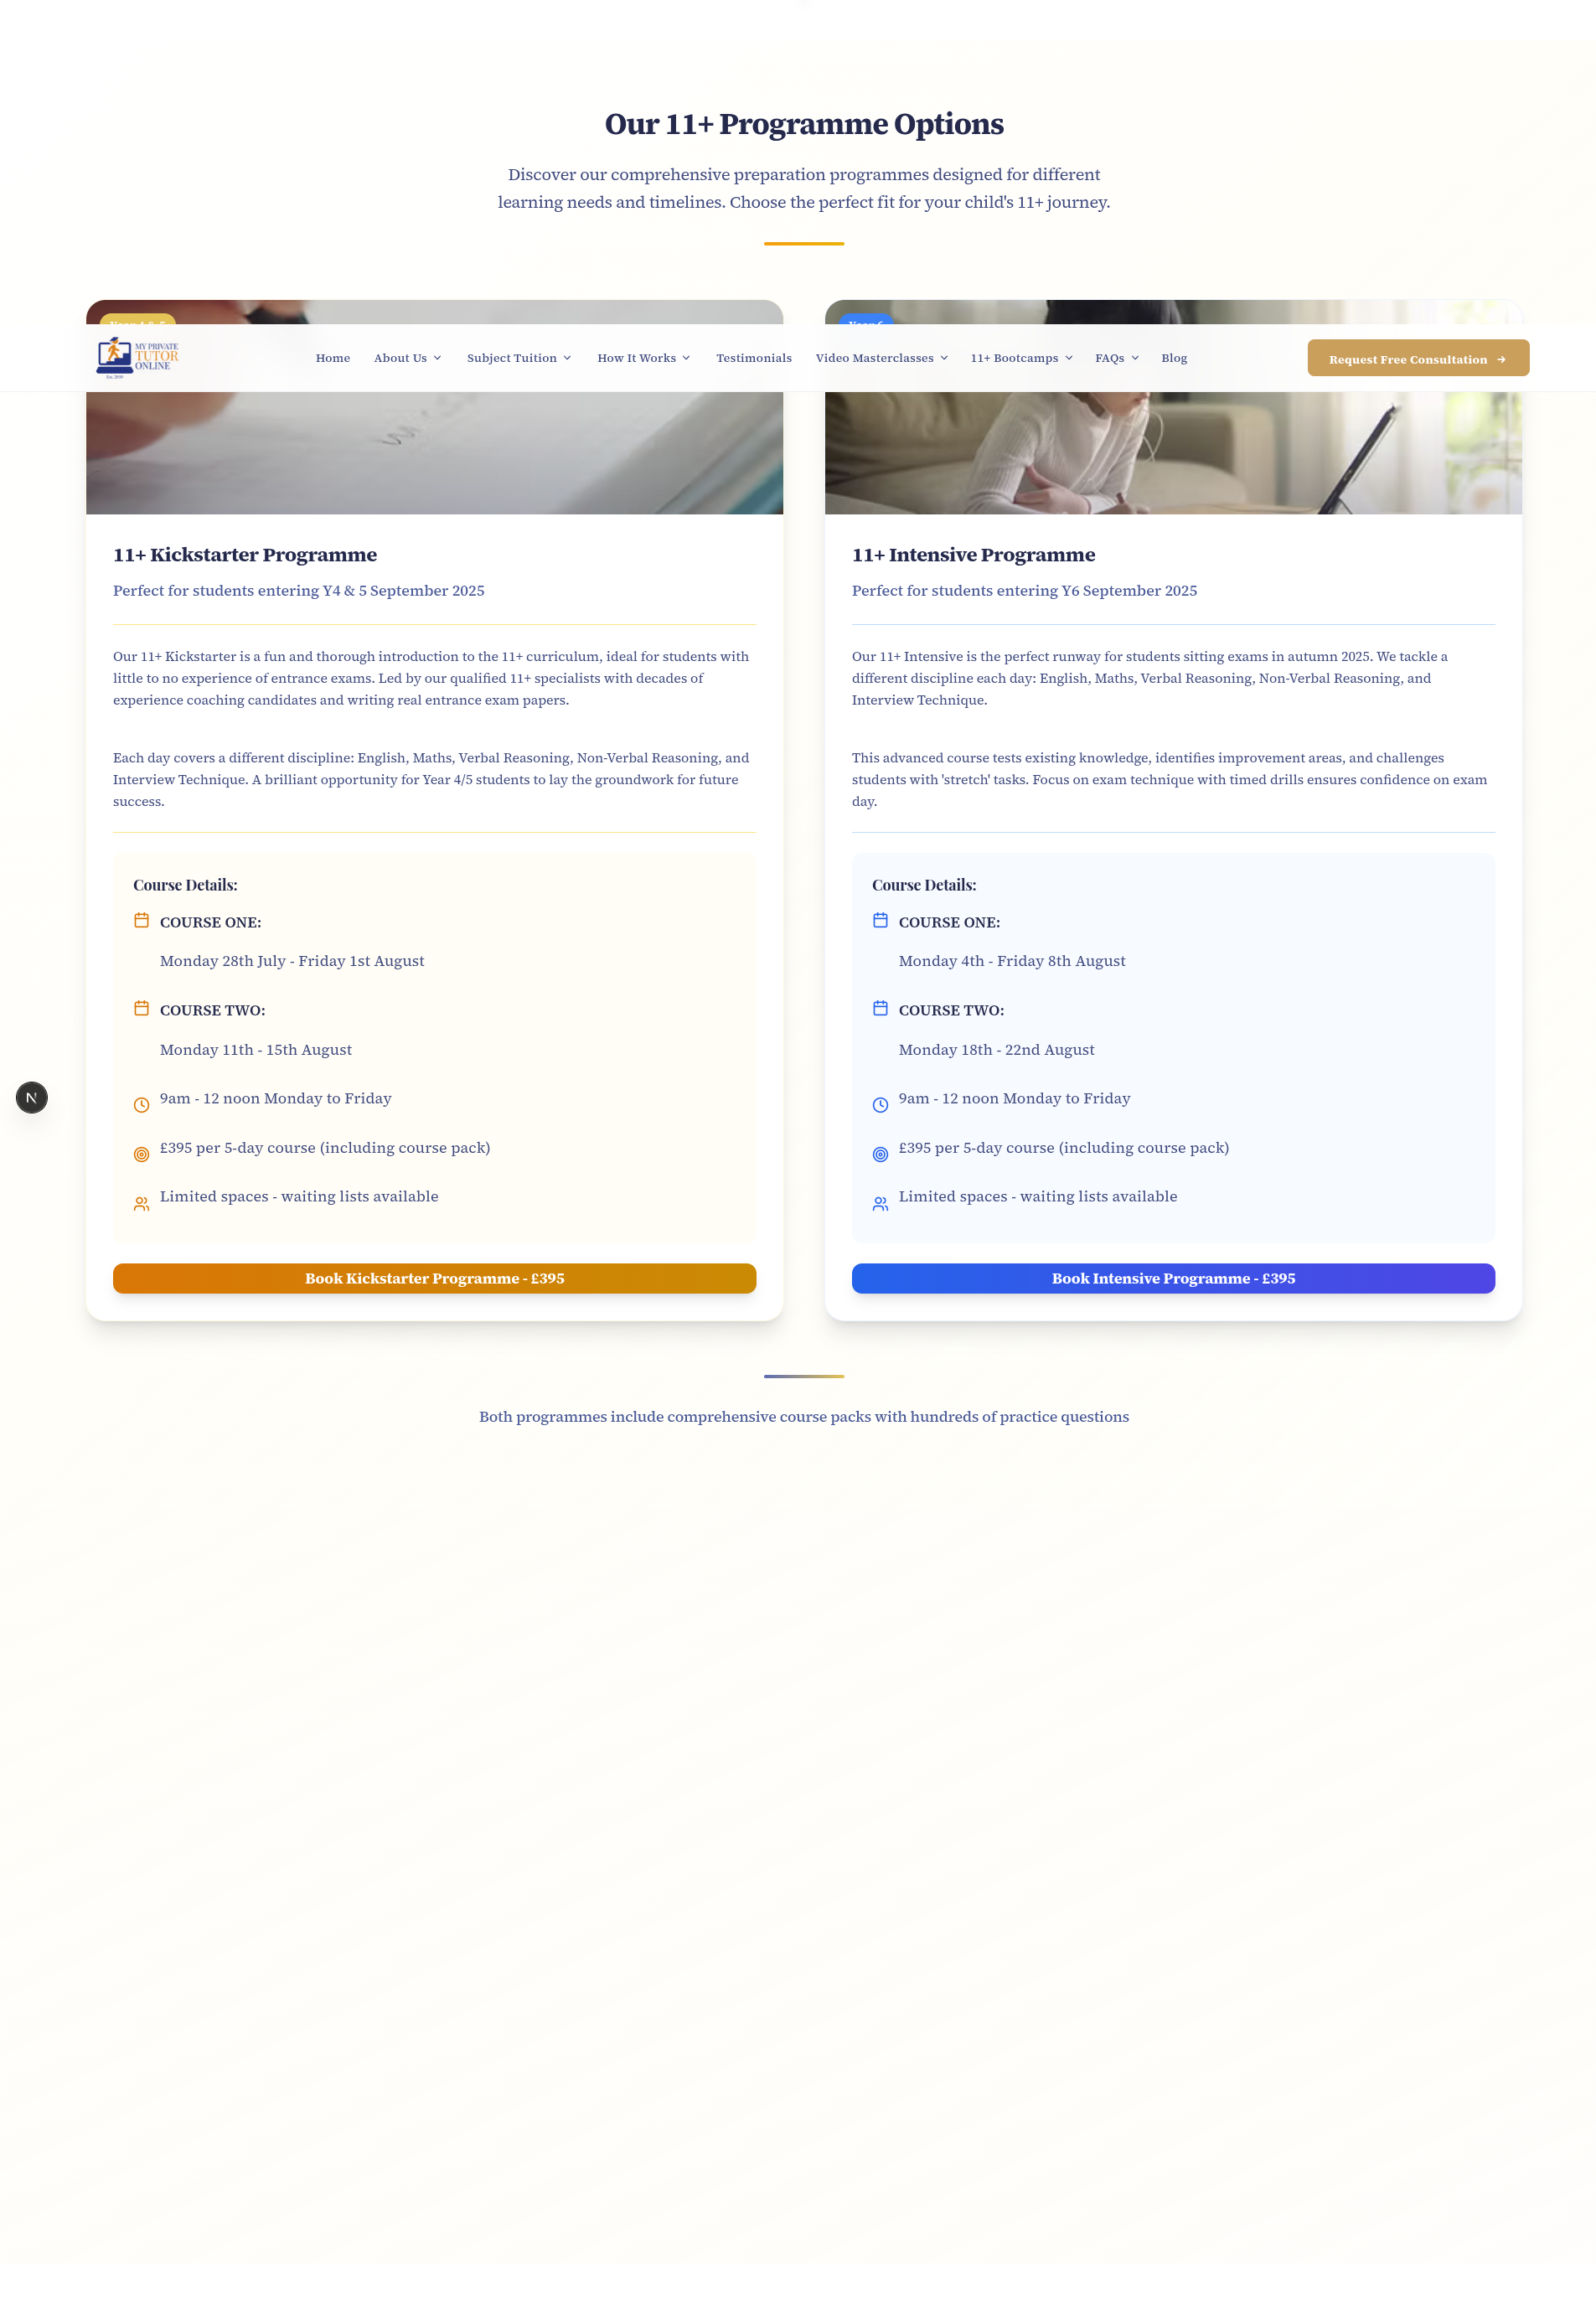 Our 11+ Programme Options
Discover our comprehensive preparation programmes designed for different
learning needs and timelines. Choose the perfect fit for your child's 11+ journey.
MY PRIVATE
TUTOR
ONLINE
Home
About Us
Subject Tuition
How It Works
Testimonials
Video Masterclasses
11+ Bootcamps
FAQs
Blog
Request Free Consultation
11+ Kickstarter Programme
Perfect for students entering Y4 & 5 September 2025
Our 11+ Kickstarter is a fun and thorough introduction to the 11+ curriculum, ideal for students with
little to no experience of entrance exams. Led by our qualified 11+ specialists with decades of
experience coaching candidates and writing real entrance exam papers.
Each day covers a different discipline: English, Maths, Verbal Reasoning, Non-Verbal Reasoning, and
Interview Technique. A brilliant opportunity for Year 4/5 students to lay the groundwork for future
success.
Course Details:
COURSE ONE:
Monday 28th July - Friday 1st August
COURSE TWO:
Monday 11th - 15th August
9am - 12 noon Monday to Friday
£395 per 5-day course (including course pack)
Limited spaces - waiting lists available
Book Kickstarter Programme - £395
11+ Intensive Programme
Perfect for students entering Y6 September 2025
Our 11+ Intensive is the perfect runway for students sitting exams in autumn 2025. We tackle a
different discipline each day: English, Maths, Verbal Reasoning, Non-Verbal Reasoning, and
Interview Technique.
This advanced course tests existing knowledge, identifies improvement areas, and challenges
students with 'stretch' tasks. Focus on exam technique with timed drills ensures confidence on exam
day.
Course Details:
COURSE ONE:
Monday 4th - Friday 8th August
COURSE TWO:
Monday 18th - 22nd August
9am - 12 noon Monday to Friday
£395 per 5-day course (including course pack)
Limited spaces - waiting lists available
Book Intensive Programme - £395
Both programmes include comprehensive course packs with hundreds of practice questions